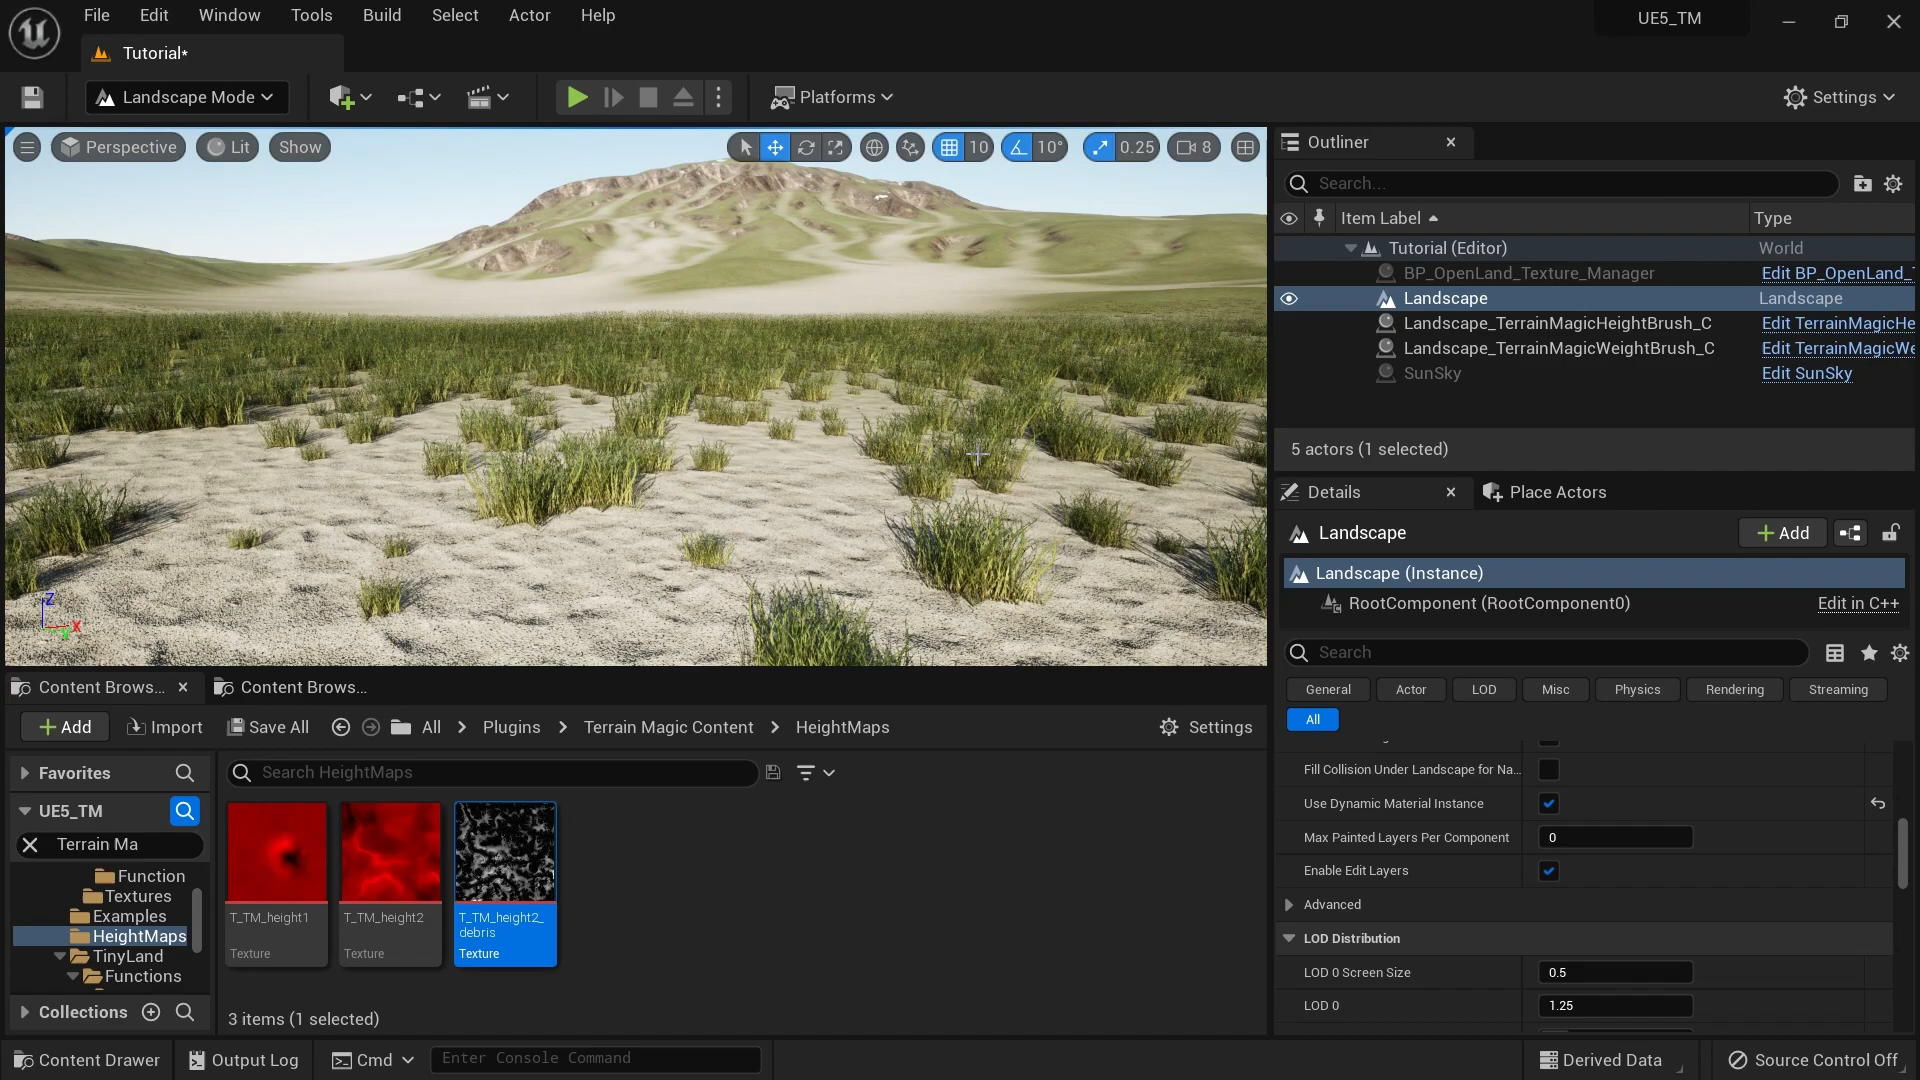 File Edit Window Tools Build Select Actor Help
UE5_TM
Tutorial*
Landscape Mode
Platforms
Settings
Perspective Lit Show
10 10° 0.25 8
Z
X
Y
Outliner
Search...
Item Label Type
Tutorial (Editor) World
BP_OpenLand_Texture_Manager Edit BP_OpenLand_
Landscape Landscape
Landscape_TerrainMagicHeightBrush_C Edit TerrainMagicHe
Landscape_TerrainMagicWeightBrush_C Edit TerrainMagicWe
SunSky Edit SunSky
5 actors (1 selected)
Details Place Actors
Landscape
Add
Landscape (Instance)
RootComponent (RootComponent0) Edit in C++
Search
General Actor LOD Misc Physics Rendering Streaming
All
Fill Collision Under Landscape for Na...
Use Dynamic Material Instance
Max Painted Layers Per Component 0
Enable Edit Layers
Advanced
LOD Distribution
LOD 0 Screen Size 0.5
LOD 0 1.25
Content Brows... Content Brows...
Add Import Save All All Plugins Terrain Magic Content HeightMaps Settings
Favorites
UE5_TM
Terrain Ma
Function
Textures
Examples
HeightMaps
TinyLand
Functions
Collections
Search HeightMaps
T_TM_height1
Texture
T_TM_height2
Texture
T_TM_height2_
debris
Texture
3 items (1 selected)
Content Drawer Output Log Cmd Enter Console Command Derived Data Source Control Off